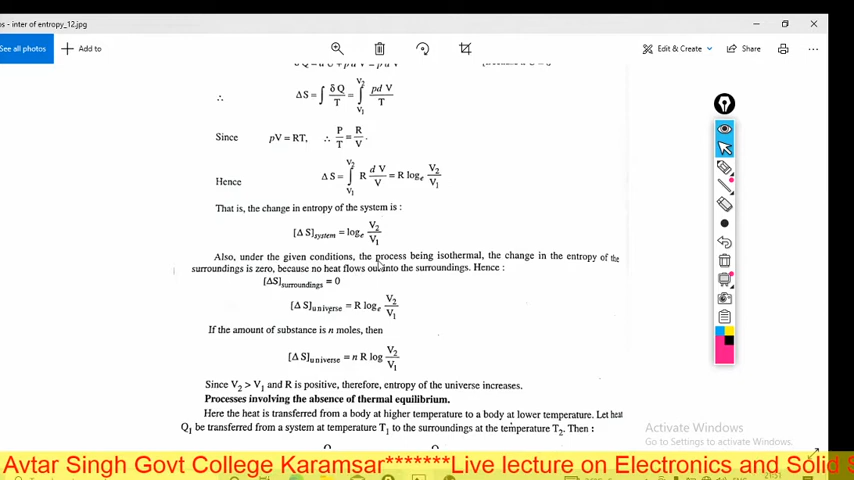 os - inter of entropy_12.jpg
See all photos + Add to Edit & Create Share
∴ ΔS = ∫ δQ/T = ∫_{V1}^{V2} pdV/T
Since pV = RT, ∴ P/T = R/V.
Hence ΔS = ∫_{V1}^{V2} R dV/V = R log_e V2/V1
That is, the change in entropy of the system is :
[ΔS]_{system} = log_e V2/V1
Also, under the given conditions, the process being isothermal, the change in the entropy of the
surroundings is zero, because no heat flows out into the surroundings. Hence :
[ΔS]_{surroundings} = 0
[ΔS]_{universe} = R log_e V2/V1
If the amount of substance is n moles, then
[ΔS]_{universe} = n R log V2/V1
Since V2 > V1 and R is positive, therefore, entropy of the universe increases.
Processes involving the absence of thermal equilibrium.
Here the heat is transferred from a body at higher temperature to a body at lower temperature. Let heat
Q1 be transferred from a system at temperature T1 to the surroundings at the temperature T2. Then :
Activate Windows
Go to Settings to activate Windows.
Avtar Singh Govt College Karamsar*******Live lecture on Electronics and Solid S